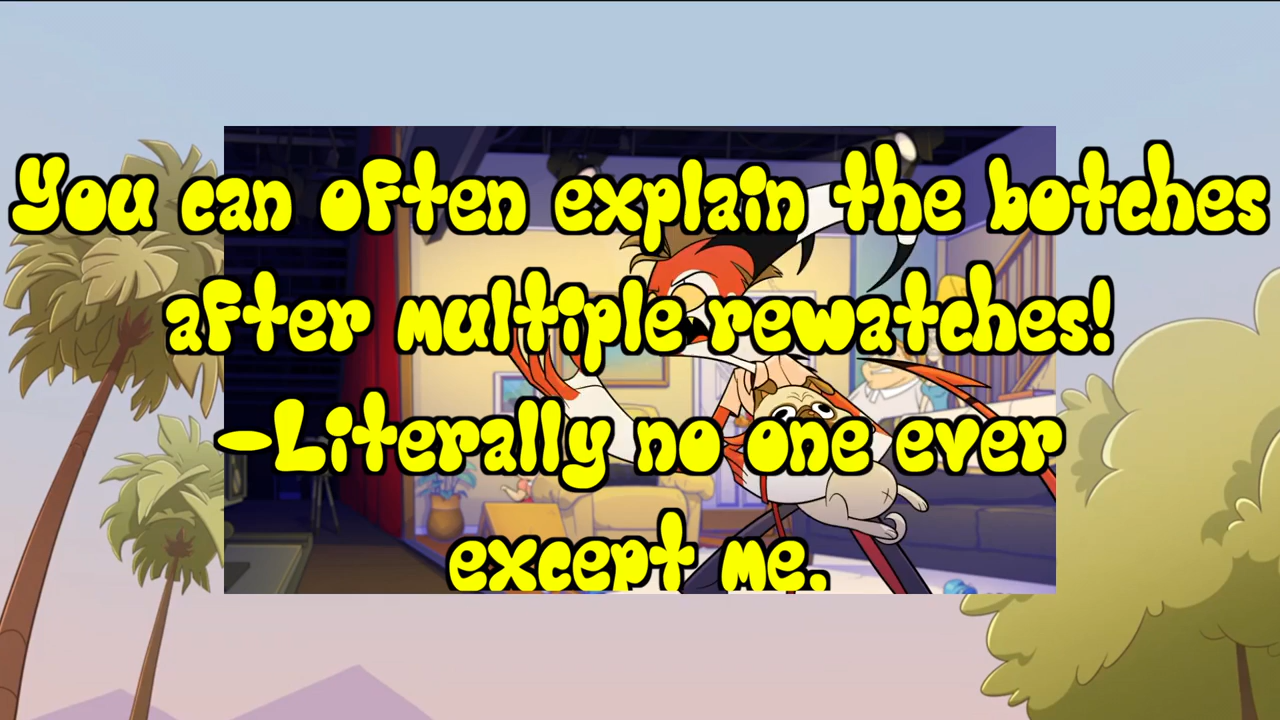 You can often explain the botches
after multiple rewatches!
-Literally no one ever
except me.